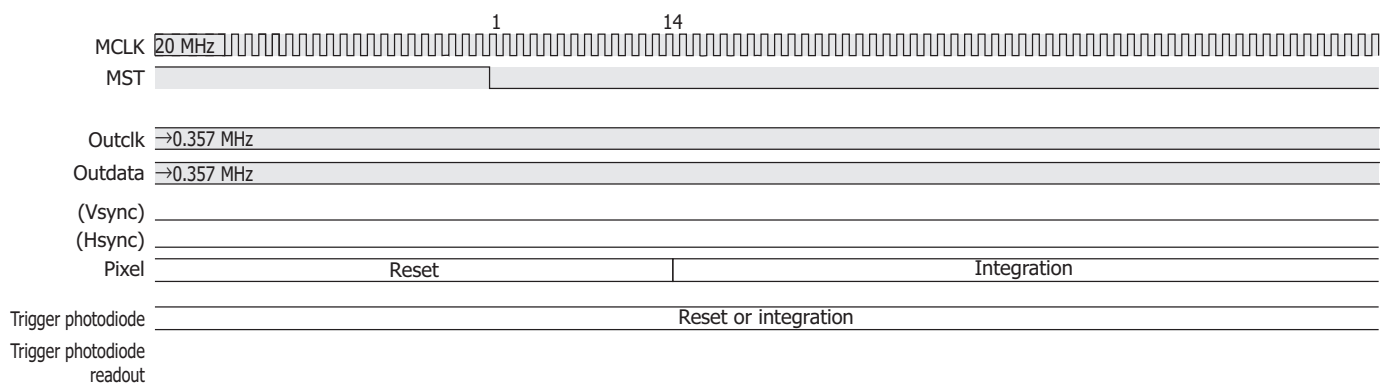 1 14
MCLK 20 MHz
MST
Outclk →0.357 MHz
Outdata →0.357 MHz
(Vsync)
(Hsync)
Pixel Reset Integration
Trigger photodiode Reset or integration
Trigger photodiode
readout